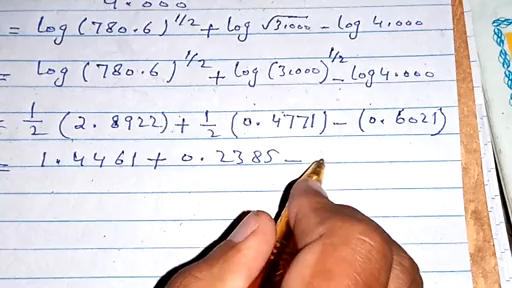 4.000
= log (780.6)^1/2 + log √3.000 - log 4.000
= log (780.6)^1/2 + log (3.000)^1/2 - log 4.000
= 1/2 (2.8922) + 1/2 (0.4771) - (0.6021)
= 1.4461 + 0.2385 -